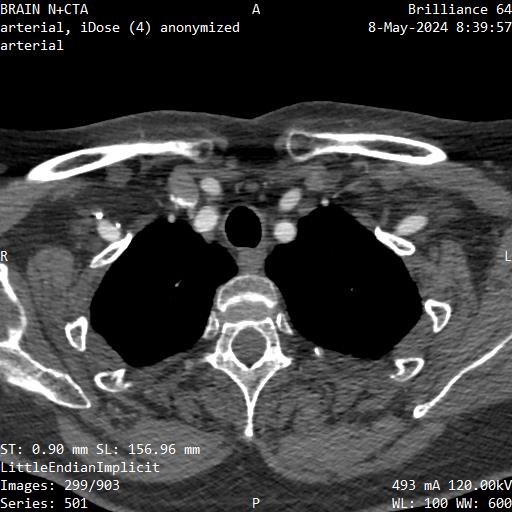 BRAIN N+CTA
A
Brilliance 64
arterial, iDose (4) anonymized
8-May-2024 8:39:57
arterial
R
L
ST: 0.90 mm SL: 156.96 mm
LittleEndianImplicit
Images: 299/903
493 mA 120.00kV
Series: 501
P
WL: 100 WW: 600